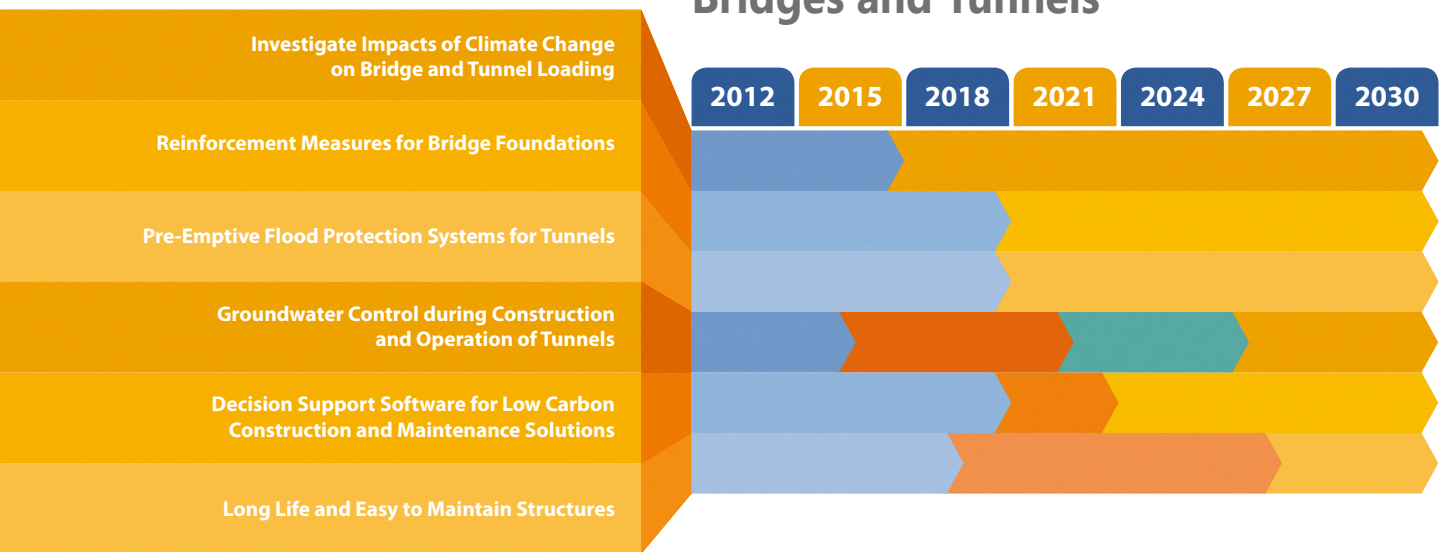 Bridges and Tunnels
Investigate Impacts of Climate Change
on Bridge and Tunnel Loading
2012 2015 2018 2021 2024 2027 2030
Reinforcement Measures for Bridge Foundations
Pre-Emptive Flood Protection Systems for Tunnels
Groundwater Control during Construction
and Operation of Tunnels
Decision Support Software for Low Carbon
Construction and Maintenance Solutions
Long Life and Easy to Maintain Structures